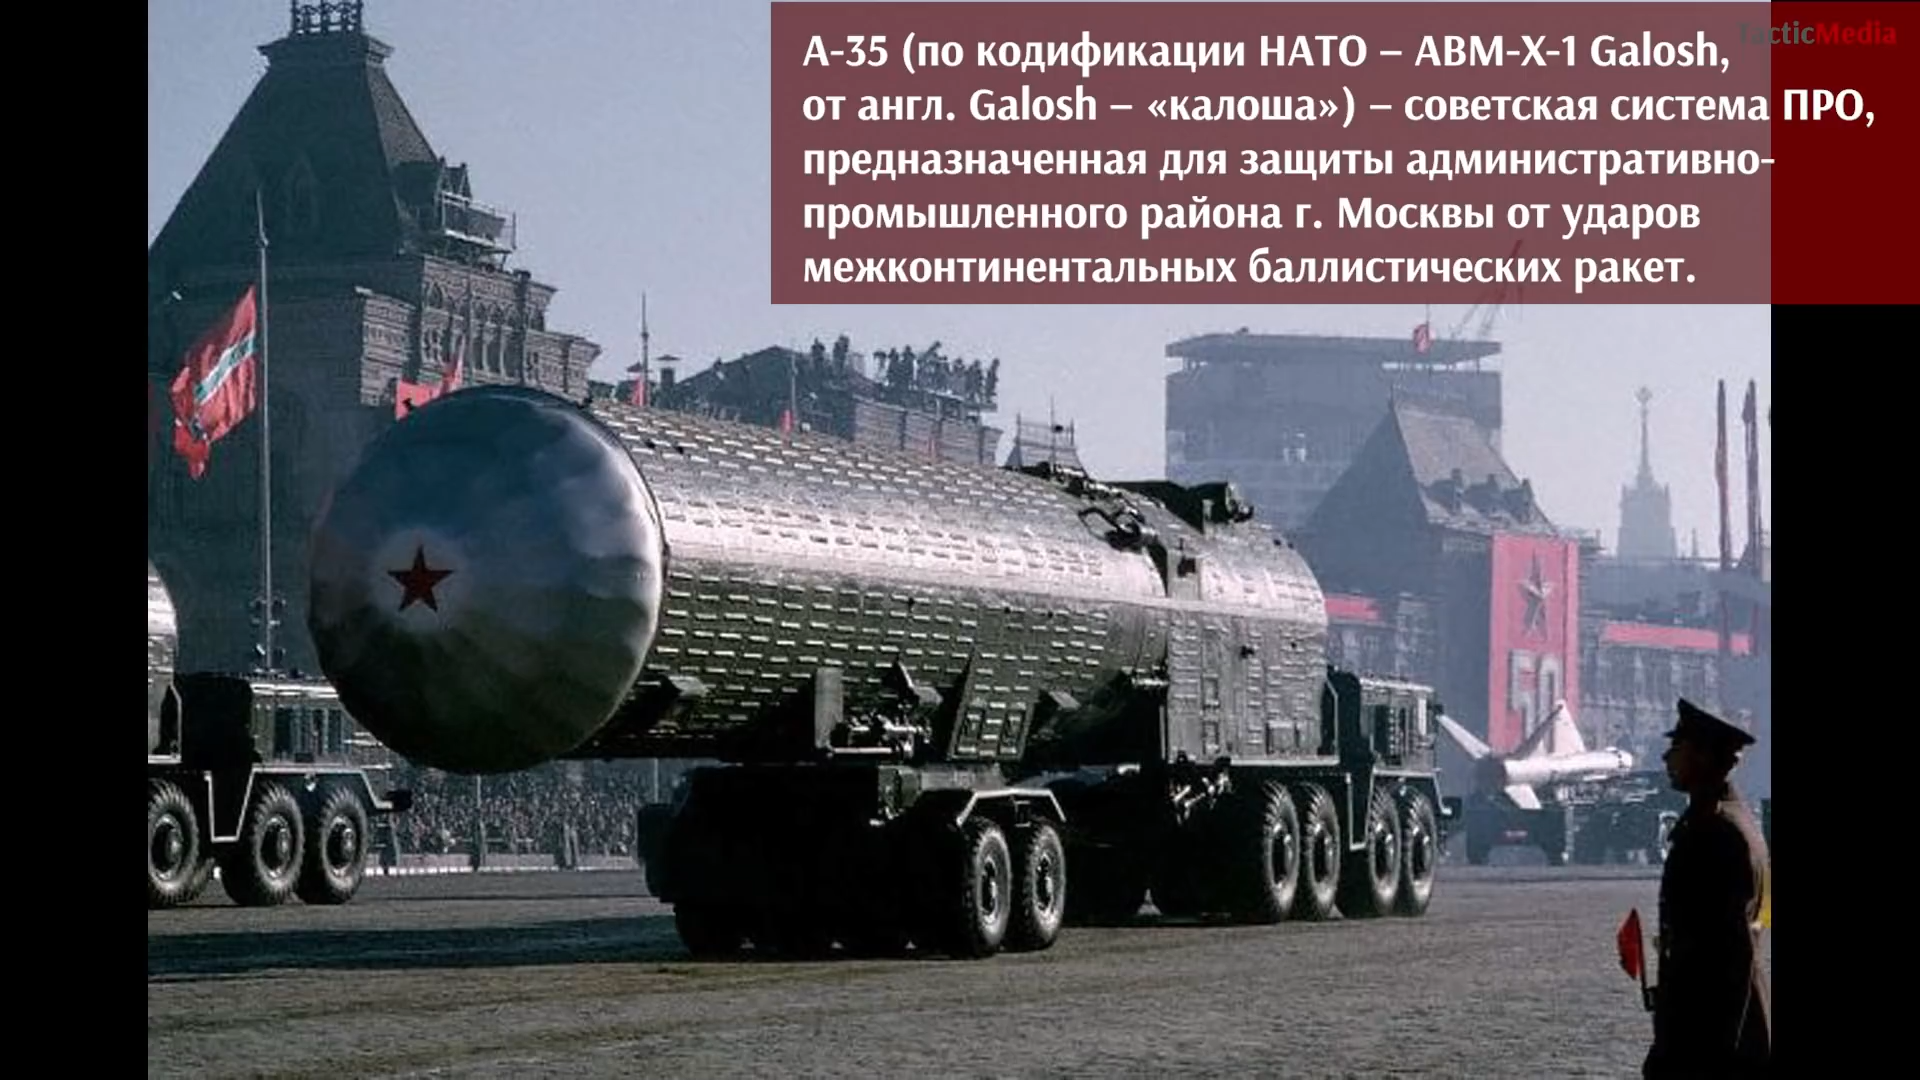 TacticMedia
А-35 (по кодификации НАТО – ABM-X-1 Galosh,
от англ. Galosh – «калоша») – советская система ПРО,
предназначенная для защиты административно-
промышленного района г. Москвы от ударов
межконтинентальных баллистических ракет.
50